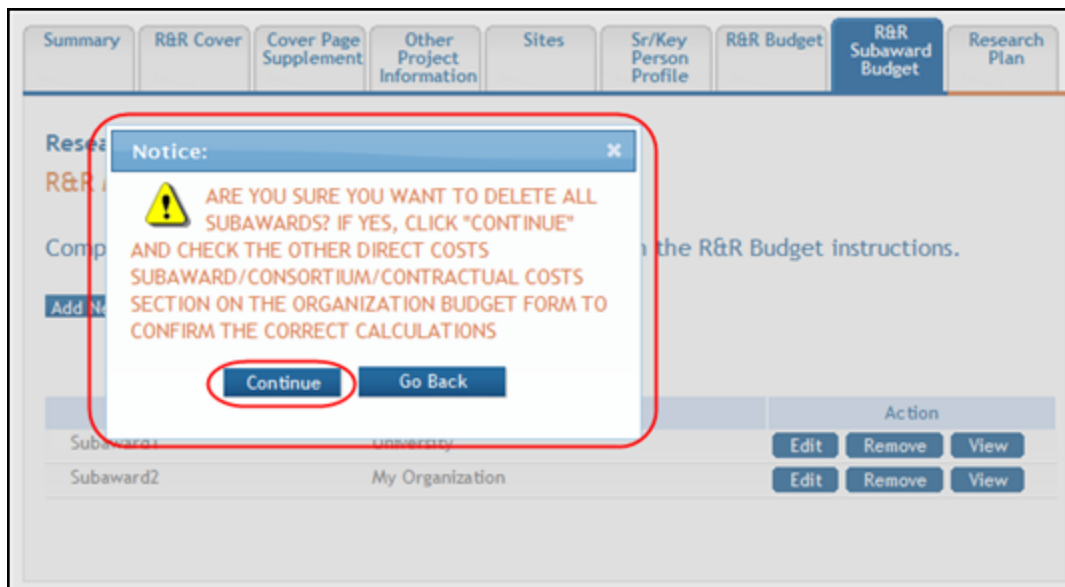 Summary
R&R Cover
Cover Page
Supplement
Other
Project
Information
Sites
Sr/Key
Person
Profile
R&R Budget
R&R
Subaward
Budget
Research
Plan
Notice:
R&R
ARE YOU SURE YOU WANT TO DELETE ALL
SUBAWARDS? IF YES, CLICK "CONTINUE"
AND CHECK THE OTHER DIRECT COSTS
SUBAWARD/CONSORTIUM/CONTRACTUAL COSTS
SECTION ON THE ORGANIZATION BUDGET FORM TO
CONFIRM THE CORRECT CALCULATIONS
Continue Go Back
the R&R Budget instructions.
Add
Action
Subaward1 University Edit Remove View
Subaward2 My Organization Edit Remove View